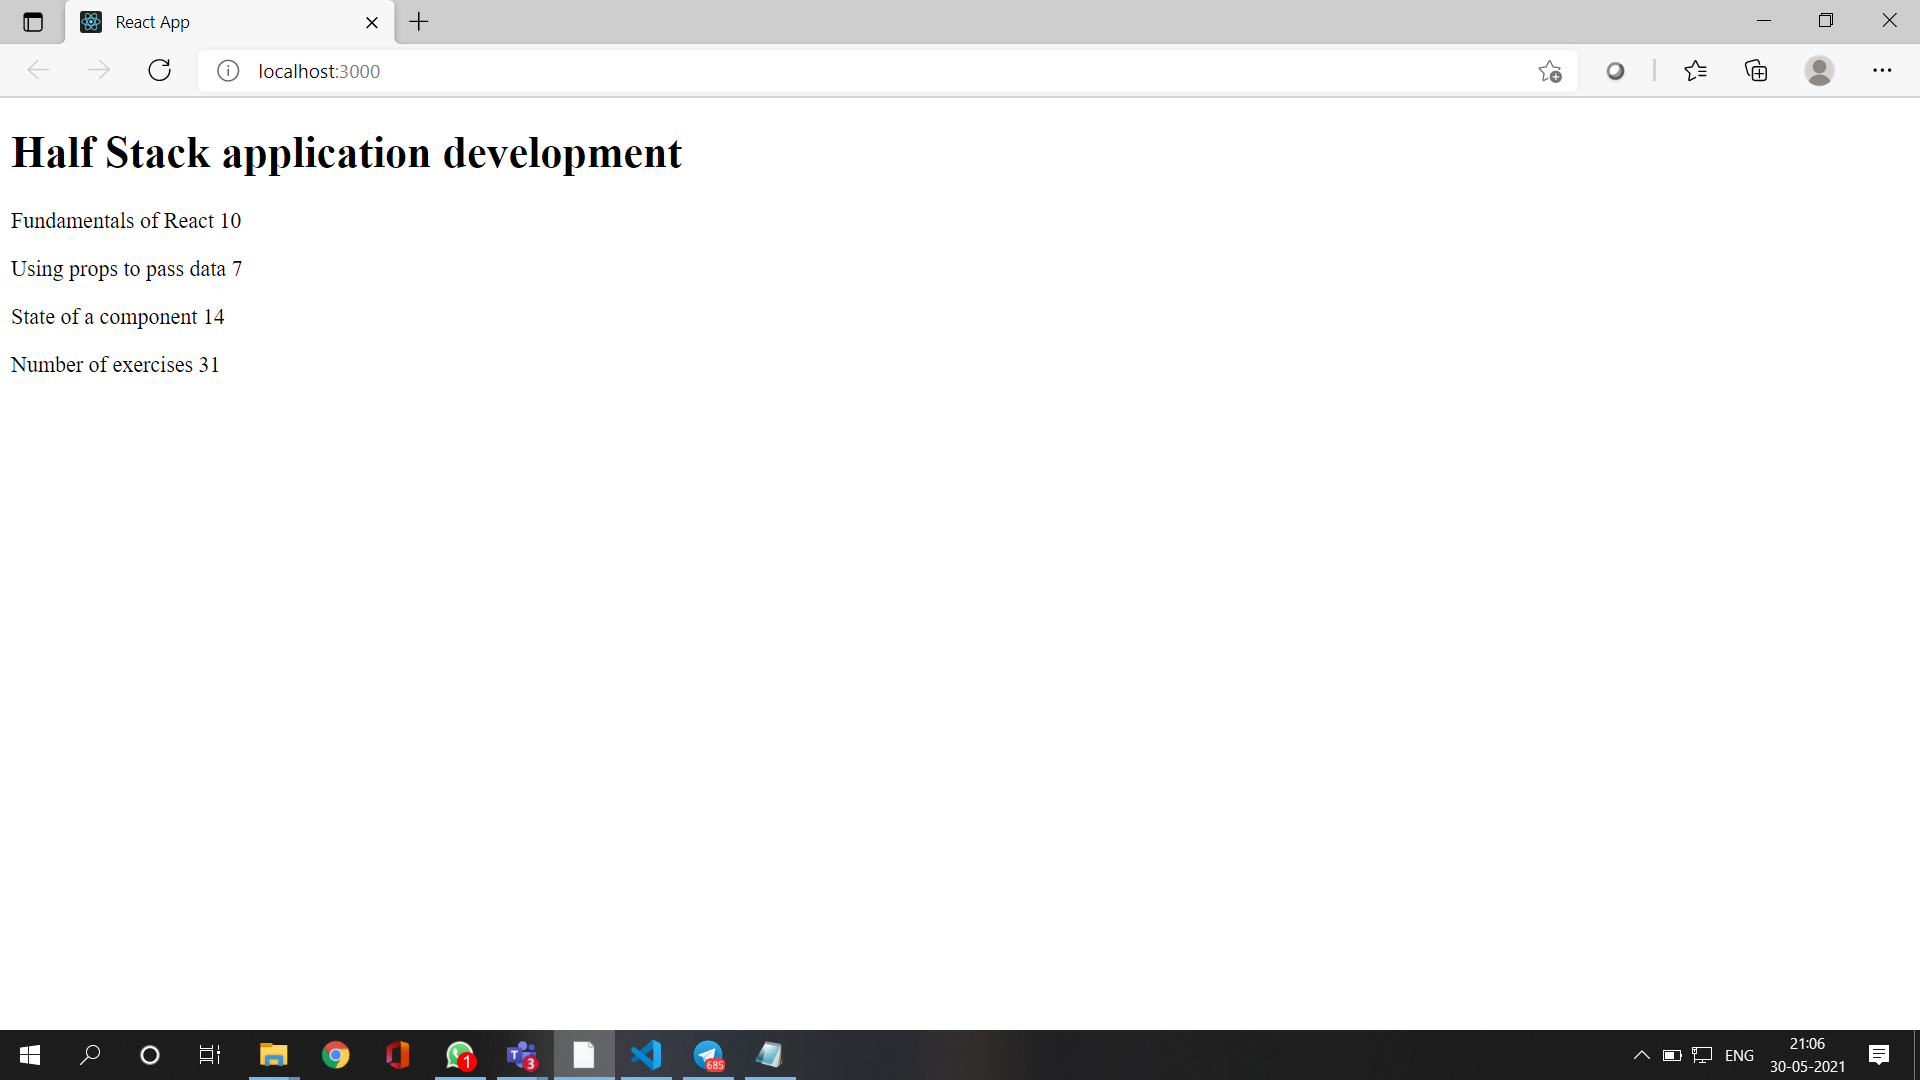 React App
localhost:3000
Half Stack application development
Fundamentals of React 10
Using props to pass data 7
State of a component 14
Number of exercises 31
1
T 3
685
ENG
21:06
30-05-2021